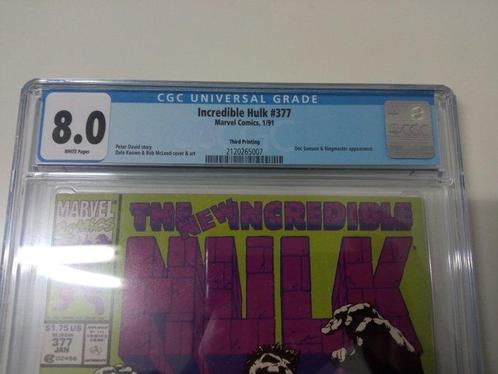 CGC UNIVERSAL GRADE
8.0
WHITE Pages
Incredible Hulk #377
Marvel Comics, 1/91
Third Printing
Peter David story
Dale Keown & Bob McLeod cover & art
Doc Samson & Ringmaster appearance.
2120265007
CGC
MARVEL
COMICS
THE NEW INCREDIBLE
HULK
$1.75 US
377
JAN